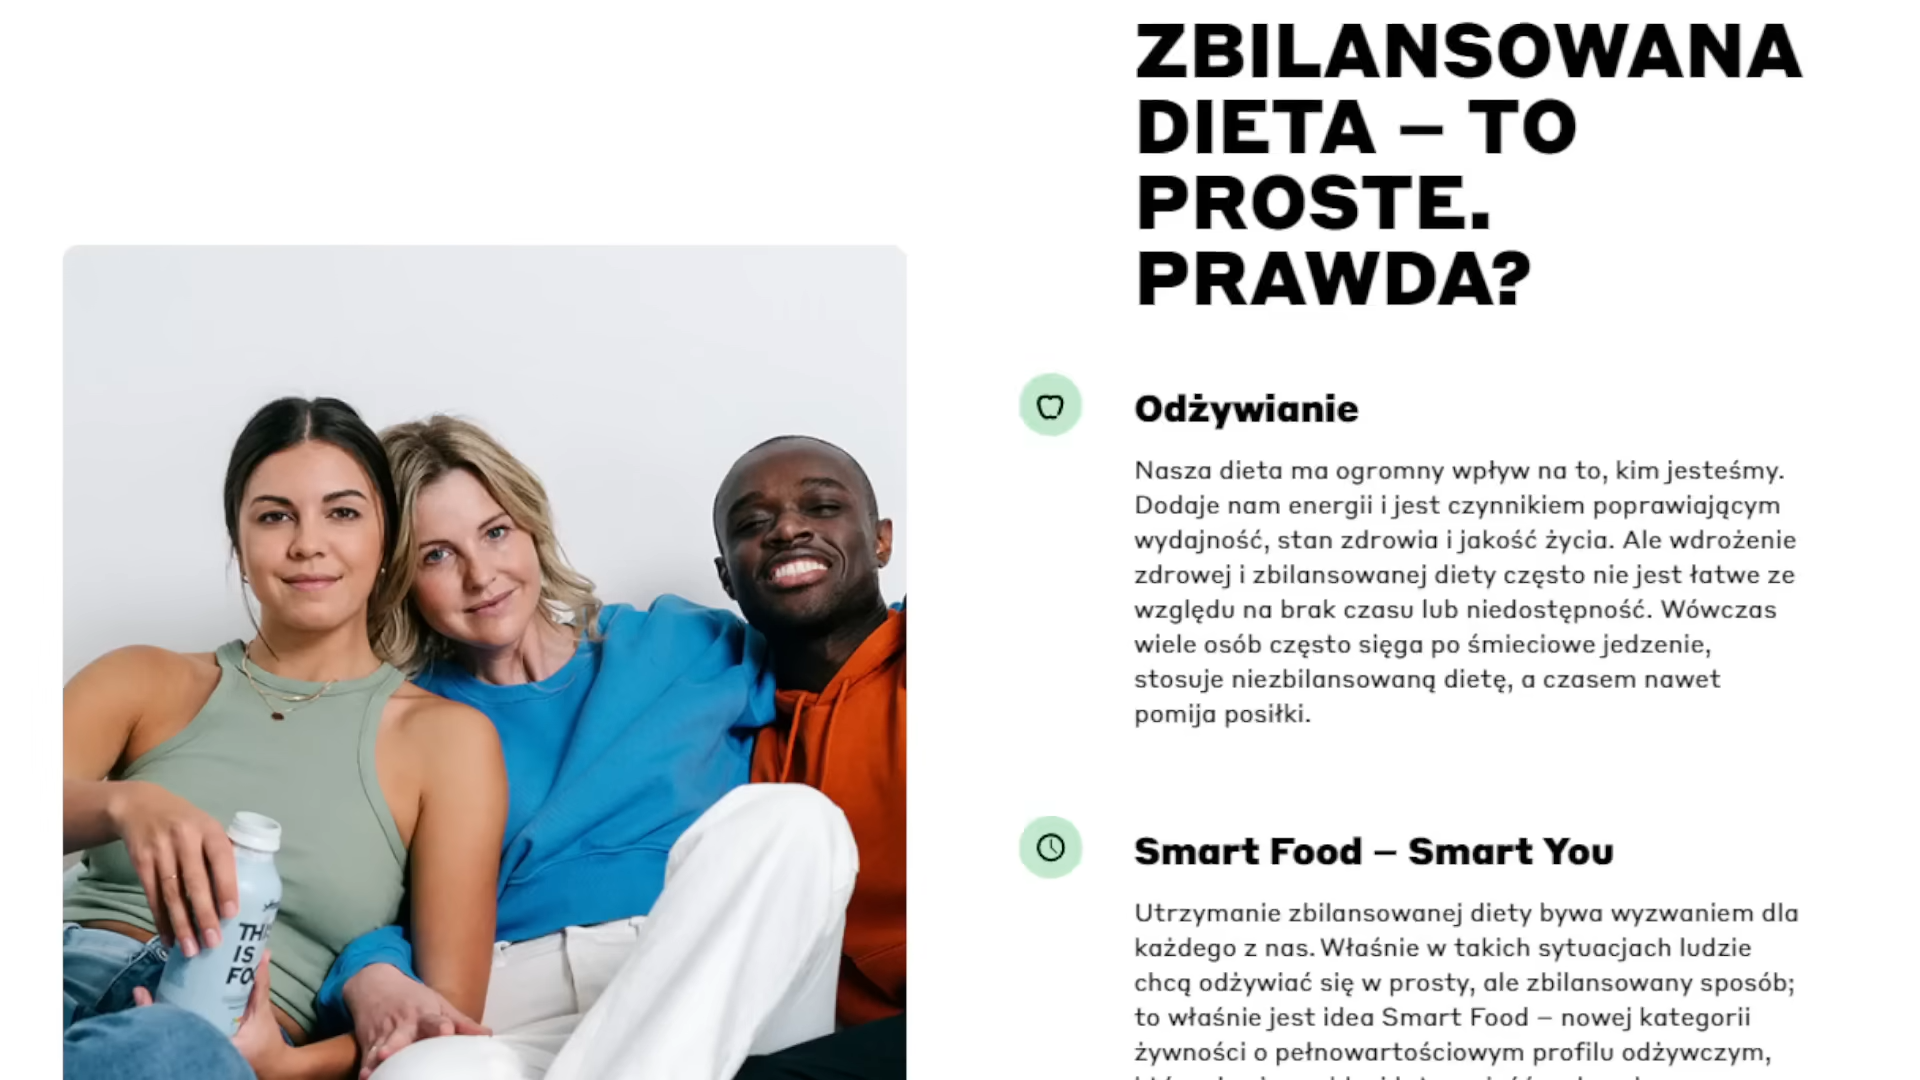 ZBILANSOWANA
DIETA – TO
PROSTE.
PRAWDA?
Odżywianie
Nasza dieta ma ogromny wpływ na to, kim jesteśmy.
Dodaje nam energii i jest czynnikiem poprawiającym
wydajność, stan zdrowia i jakość życia. Ale wdrożenie
zdrowej i zbilansowanej diety często nie jest łatwe ze
względu na brak czasu lub niedostępność. Wówczas
wiele osób często sięga po śmieciowe jedzenie,
stosuje niezbilansowaną dietę, a czasem nawet
pomija posiłki.
Smart Food – Smart You
Utrzymanie zbilansowanej diety bywa wyzwaniem dla
każdego z nas. Właśnie w takich sytuacjach ludzie
chcą odżywiać się w prosty, ale zbilansowany sposób;
to właśnie jest idea Smart Food – nowej kategorii
żywności o pełnowartościowym profilu odżywczym,
IS